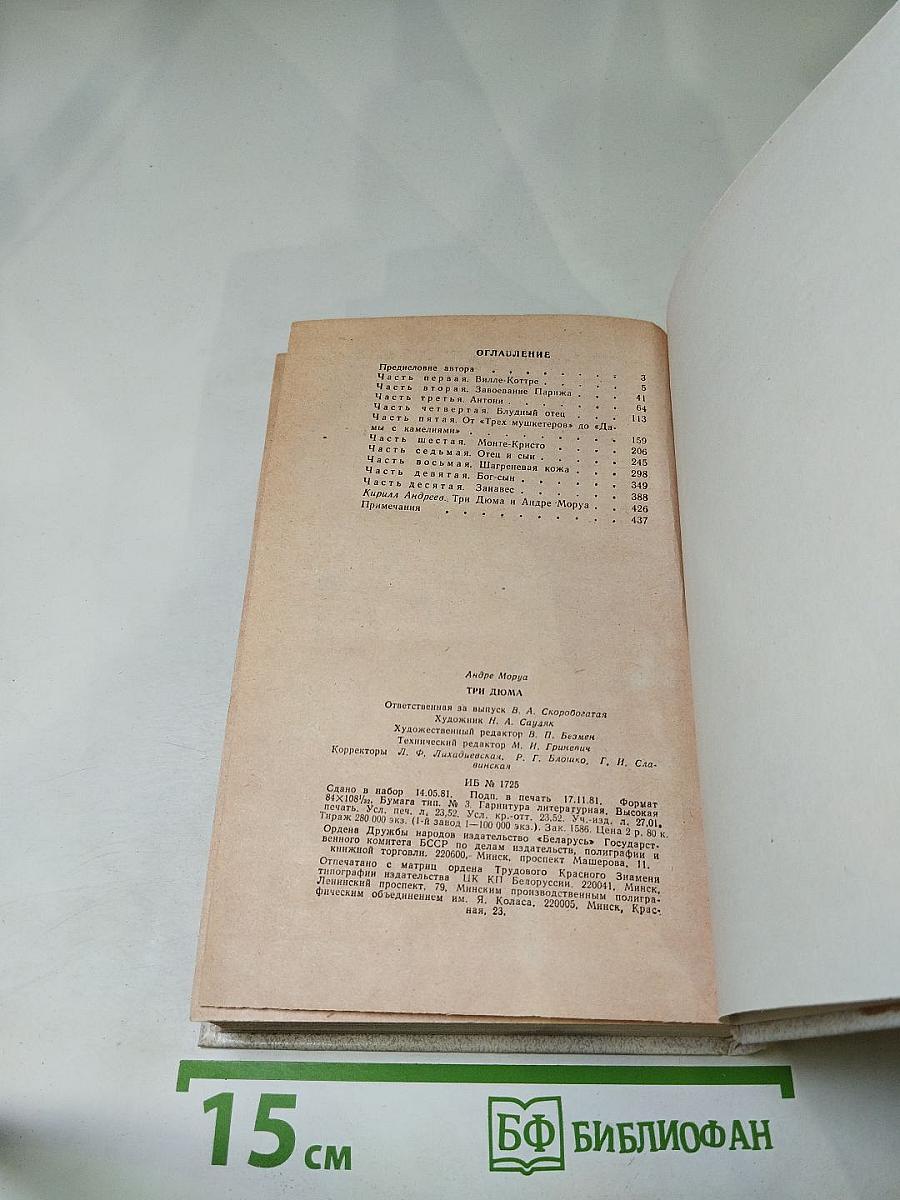 ОГЛАВЛЕНИЕ
Предисловие автора . . . . . . . 3
Часть первая. Вилле-Коттре . . . . . 5
Часть вторая. Завоевание Парижа . . . 41
Часть третья. Антони . . . . . . 64
Часть четвертая. Блудный отец . . . 113
Часть пятая. От «Трех мушкетеров» до «Да-
мы с камелиями» . . . . . . . . . 159
Часть шестая. Монте-Кристо . . . . 206
Часть седьмая. Отец и сын . . . . . 245
Часть восьмая. Шагреневая кожа . . . 298
Часть девятая. Бог-сын . . . . . . 349
Часть десятая. Занавес . . . . . . 388
Кирилл Андреев. Три Дюма и Андре Моруа . . 426
Примечания . . . . . . . . . . 437
Андре Моруа
ТРИ ДЮМА
Ответственная за выпуск В. А. Скоробогатая
Художник Н. А. Саудяк
Художественный редактор В. П. Безмен
Технический редактор М. И. Гриневич
Корректоры Л. Ф. Лихадиевская, Р. Г. Блошко, Г. И. Сла-
винская
ИБ № 1725
Сдано в набор 14.05.81. Подп. в печать 17.11.81. Формат
84×108¹/₃₂. Бумага тип. № 3. Гарнитура литературная, Высокая
печать. Усл. печ. л. 23,52. Усл. кр.-отт. 23,52. Уч.-изд. л. 27,01.
Тираж 280 000 экз. (1-й завод 1—100 000 экз.). Зак. 1586. Цена 2 р. 80 к.
Ордена Дружбы народов издательство «Беларусь» Государст-
венного комитета БССР по делам издательств, полиграфии и
книжной торговли. 220600, Минск, проспект Машерова, 11.
Отпечатано с матриц ордена Трудового Красного Знамени
типографии издательства ЦК КП Белоруссии. 220041, Минск,
Ленинский проспект, 79, Минским производственным полигра-
фическим объединением им. Я. Коласа. 220005, Минск, Крас-
ная, 23.
15 см
БФ БИБЛИОФАН